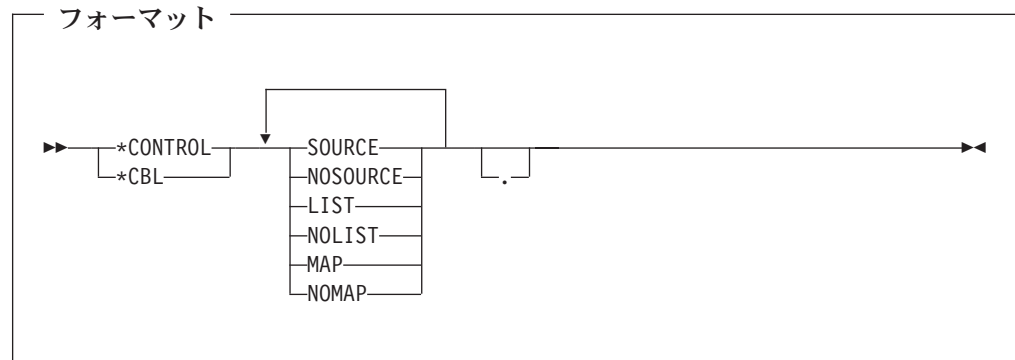 フォーマット
*CONTROL SOURCE
*CBL NOSOURCE .
LIST
NOLIST
MAP
NOMAP